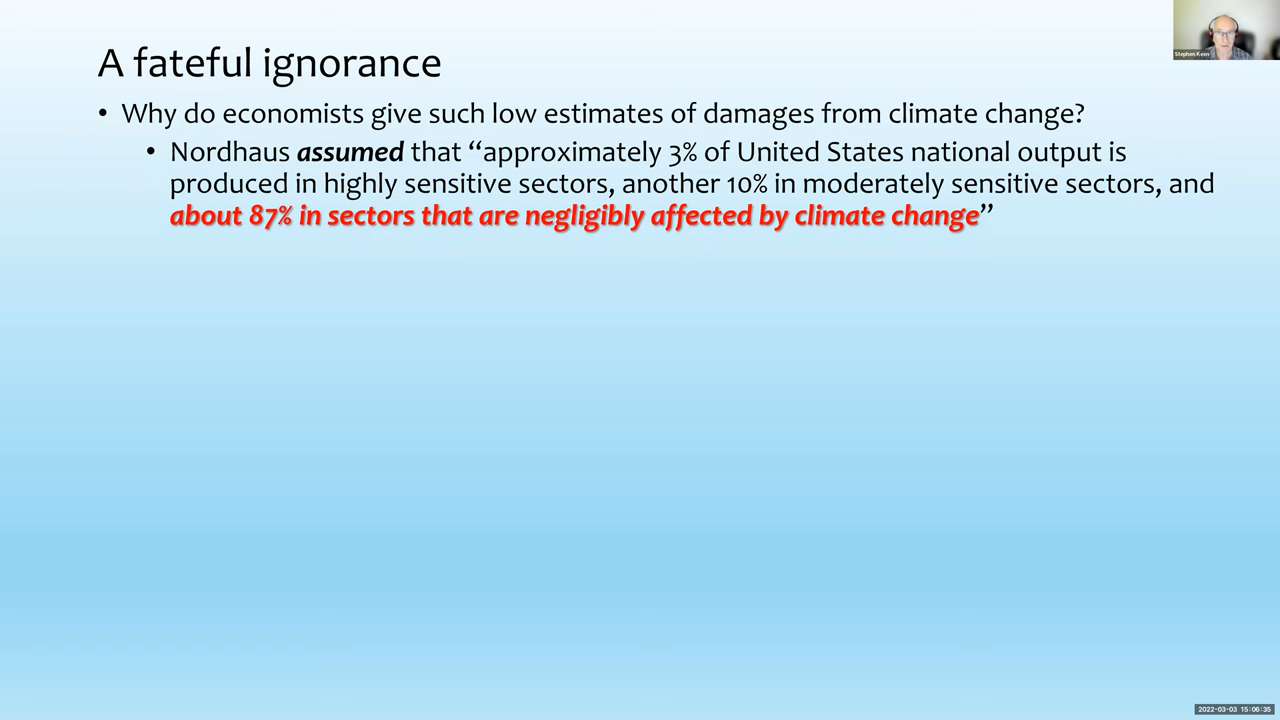 A fateful ignorance
• Why do economists give such low estimates of damages from climate change?
• Nordhaus assumed that “approximately 3% of United States national output is
produced in highly sensitive sectors, another 10% in moderately sensitive sectors, and
about 87% in sectors that are negligibly affected by climate change”
Stephen Keen
2022-03-03 15:06:35